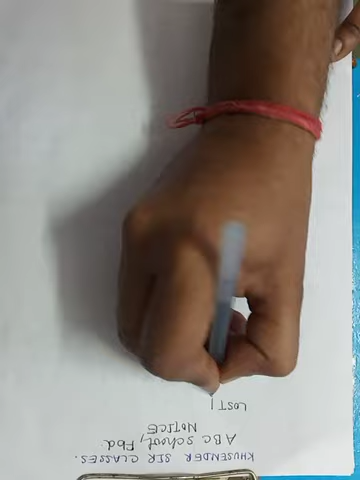 KHUSENDER SIR CLASSES.
ABC School, Fbd.
NOTICE
LOST